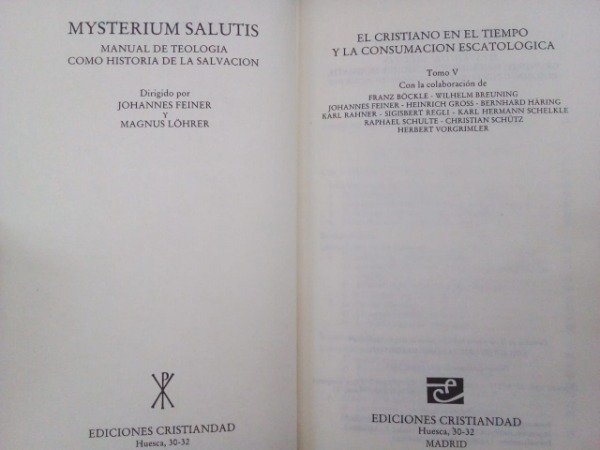 MYSTERIUM SALUTIS
MANUAL DE TEOLOGIA
COMO HISTORIA DE LA SALVACION
Dirigido por
JOHANNES FEINER
Y
MAGNUS LÖHRER
EDICIONES CRISTIANDAD
Huesca, 30-32
EL CRISTIANO EN EL TIEMPO
Y LA CONSUMACION ESCATOLOGICA
Tomo V
Con la colaboración de
FRANZ BÖCKLE - WILHELM BREUNING
JOHANNES FEINER - HEINRICH GROSS - BERNHARD HÄRING
KARL RAHNER - SIGISBERT REGLI - KARL HERMANN SCHELKLE
RAPHAEL SCHULTE - CHRISTIAN SCHÜTZ
HERBERT VORGRIMLER
EDICIONES CRISTIANDAD
Huesca, 30-32
MADRID